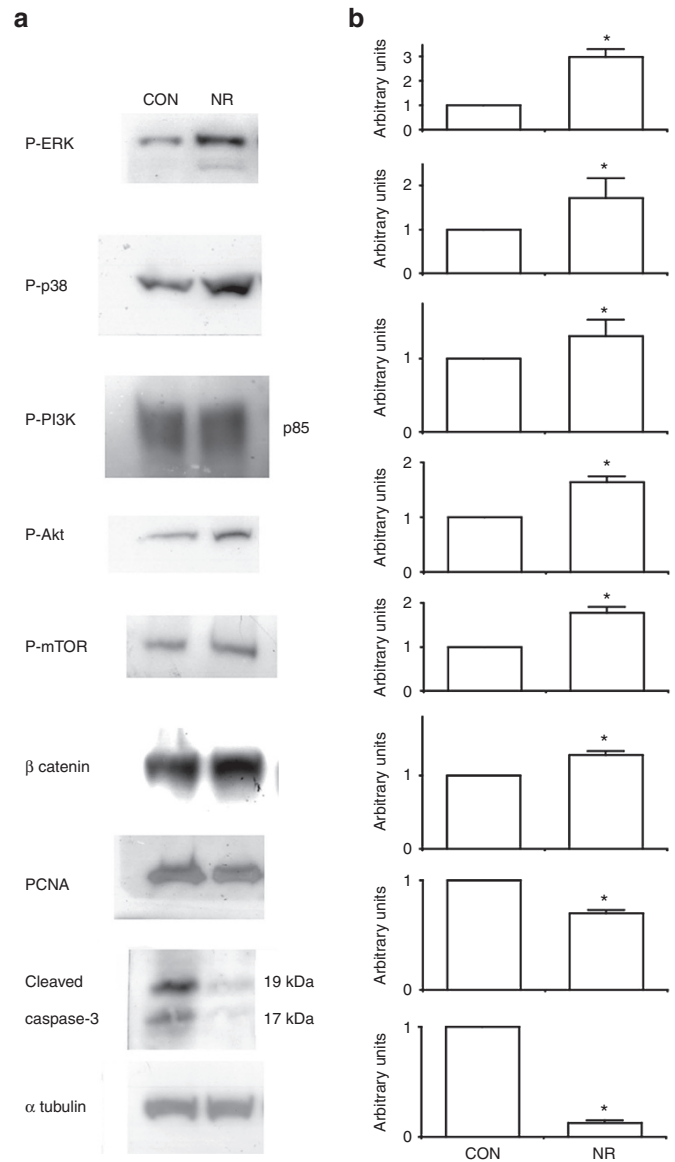 a
CON NR
P-ERK
P-p38
P-PI3K
p85
P-Akt
P-mTOR
β catenin
PCNA
Cleaved
19 kDa
caspase-3
17 kDa
α tubulin
b
Arbitrary units
3
2
1
0
*
Arbitrary units
2
1
0
*
Arbitrary units
1
0
*
Arbitrary units
2
1
0
*
Arbitrary units
2
1
0
*
Arbitrary units
1
0
*
Arbitrary units
1
0
*
Arbitrary units
1
0
*
CON NR